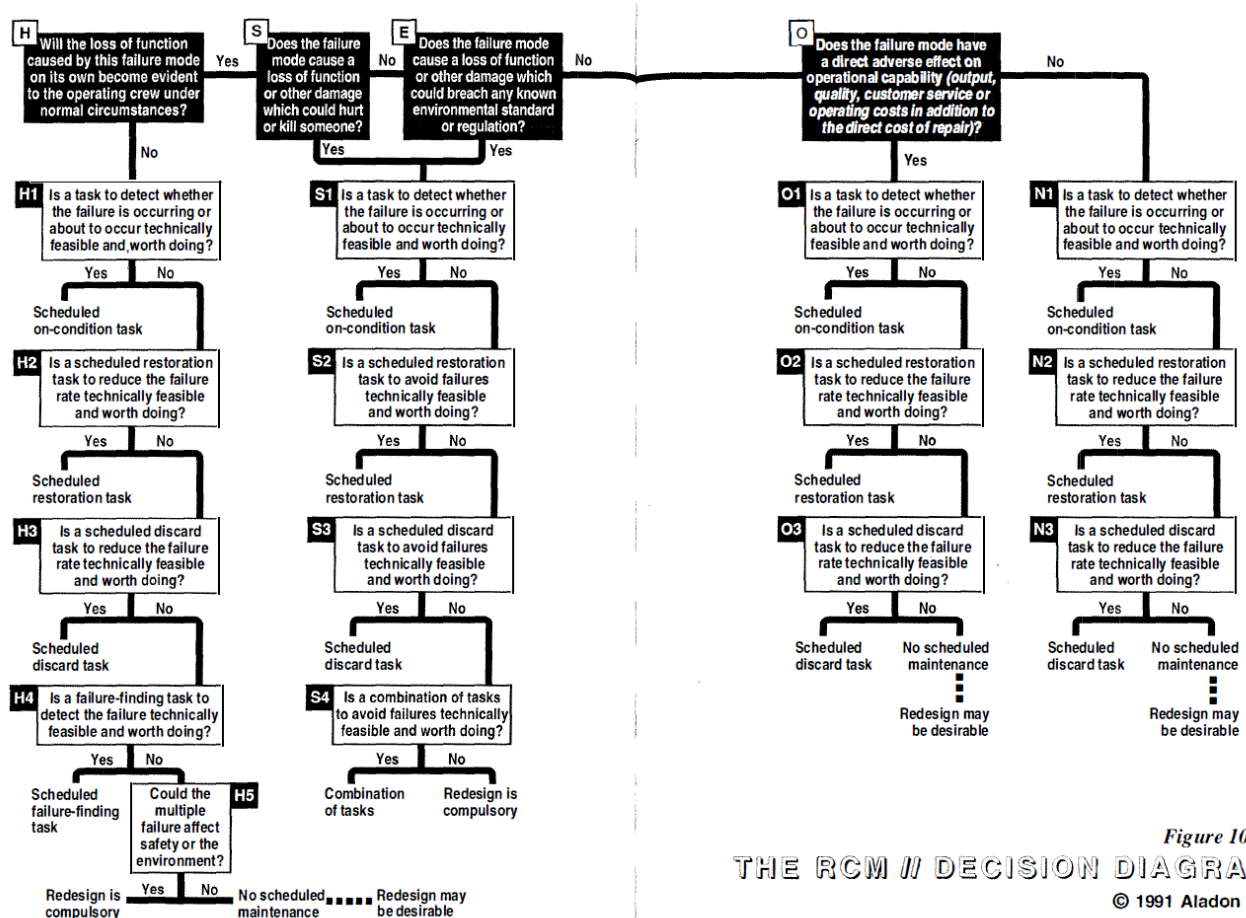 H
Will the loss of function
caused by this failure mode
on its own become evident
to the operating crew under
normal circumstances?
Yes
No
S
Does the failure
mode cause a
loss of function
or other damage
which could hurt
or kill someone?
No
Yes
E
Does the failure mode
cause a loss of function
or other damage which
could breach any known
environmental standard
or regulation?
No
Yes
O
Does the failure mode have
a direct adverse effect on
operational capability (output,
quality, customer service or
operating costs in addition to
the direct cost of repair)?
No
Yes
H1
Is a task to detect whether
the failure is occurring or
about to occur technically
feasible and worth doing?
Yes No
Scheduled
on-condition task
H2
Is a scheduled restoration
task to reduce the failure
rate technically feasible
and worth doing?
Yes No
Scheduled
restoration task
H3
Is a scheduled discard
task to reduce the failure
rate technically feasible
and worth doing?
Yes No
Scheduled
discard task
H4
Is a failure-finding task to
detect the failure technically
feasible and worth doing?
Yes No
Scheduled
failure-finding
task
H5
Could the
multiple
failure affect
safety or the
environment?
Yes No
Redesign is
compulsory
No scheduled
maintenance
Redesign may
be desirable
S1
Is a task to detect whether
the failure is occurring or
about to occur technically
feasible and worth doing?
Yes No
Scheduled
on-condition task
S2
Is a scheduled restoration
task to avoid failures
technically feasible
and worth doing?
Yes No
Scheduled
restoration task
S3
Is a scheduled discard
task to avoid failures
technically feasible
and worth doing?
Yes No
Scheduled
discard task
S4
Is a combination of tasks
to avoid failures technically
feasible and worth doing?
Yes No
Combination
of tasks
Redesign is
compulsory
O1
Is a task to detect whether
the failure is occurring or
about to occur technically
feasible and worth doing?
Yes No
Scheduled
on-condition task
O2
Is a scheduled restoration
task to reduce the failure
rate technically feasible
and worth doing?
Yes No
Scheduled
restoration task
O3
Is a scheduled discard
task to reduce the failure
rate technically feasible
and worth doing?
Yes No
Scheduled
discard task
No scheduled
maintenance
Redesign may
be desirable
N1
Is a task to detect whether
the failure is occurring or
about to occur technically
feasible and worth doing?
Yes No
Scheduled
on-condition task
N2
Is a scheduled restoration
task to reduce the failure
rate technically feasible
and worth doing?
Yes No
Scheduled
restoration task
N3
Is a scheduled discard
task to reduce the failure
rate technically feasible
and worth doing?
Yes No
Scheduled
discard task
No scheduled
maintenance
Redesign may
be desirable
Figure 10
THE RCM II DECISION DIAGRA
© 1991 Aladon